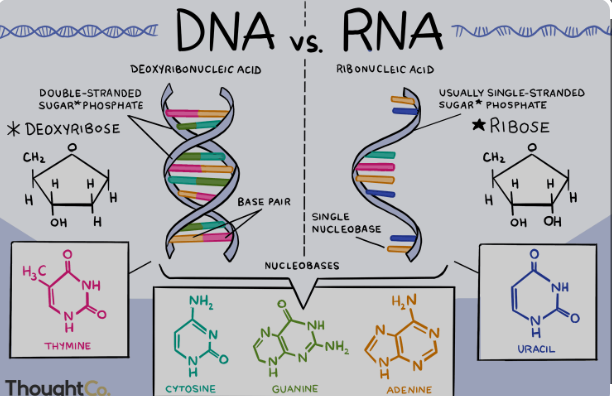 DNA vs. RNA
DEOXYRIBONUCLEIC ACID
RIBONUCLEIC ACID
DOUBLE-STRANDED
SUGAR* PHOSPHATE
* DEOXYRIBOSE
CH₂
O
H
H
H
H
OH
H
BASE PAIR
USUALLY SINGLE-STRANDED
SUGAR* PHOSPHATE
★ RIBOSE
CH₂
O
H
H
H
H
OH
OH
SINGLE
NUCLEOBASE
NUCLEOBASES
O
H₃C
NH
N
H
O
THYMINE
NH₂
N
N
H
O
CYTOSINE
O
N
NH
N
H
N
NH₂
GUANINE
H₂N
N
N
N
H
N
ADENINE
O
NH
N
H
O
URACIL
ThoughtCo.